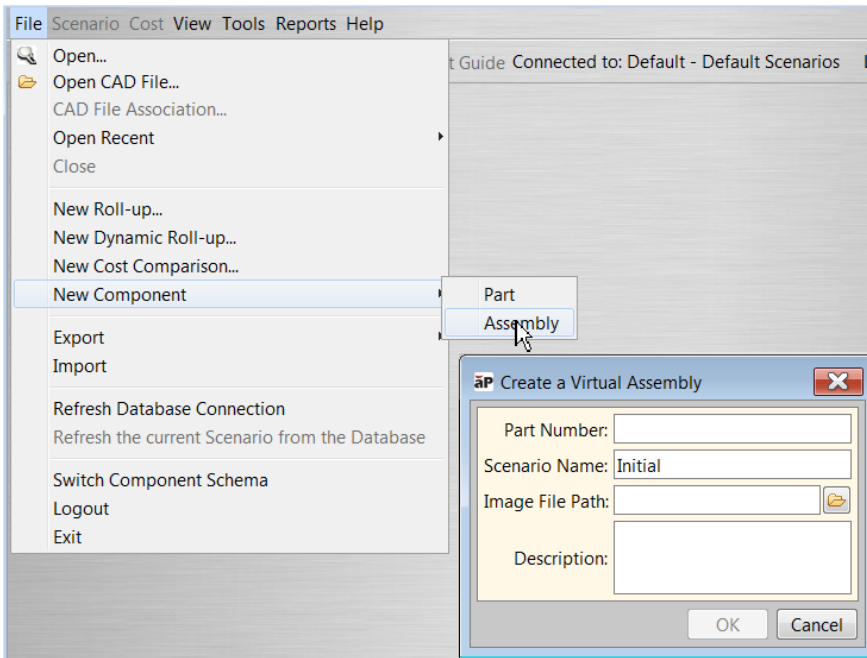 File Scenario Cost View Tools Reports Help
Open...
t Guide Connected to: Default - Default Scenarios
Open CAD File...
CAD File Association...
Open Recent
Close
New Roll-up...
New Dynamic Roll-up...
New Cost Comparison...
New Component
Part
Assembly
Export
Import
Refresh Database Connection
Refresh the current Scenario from the Database
Switch Component Schema
Logout
Exit
aP Create a Virtual Assembly
Part Number:
Scenario Name: Initial
Image File Path:
Description:
OK Cancel